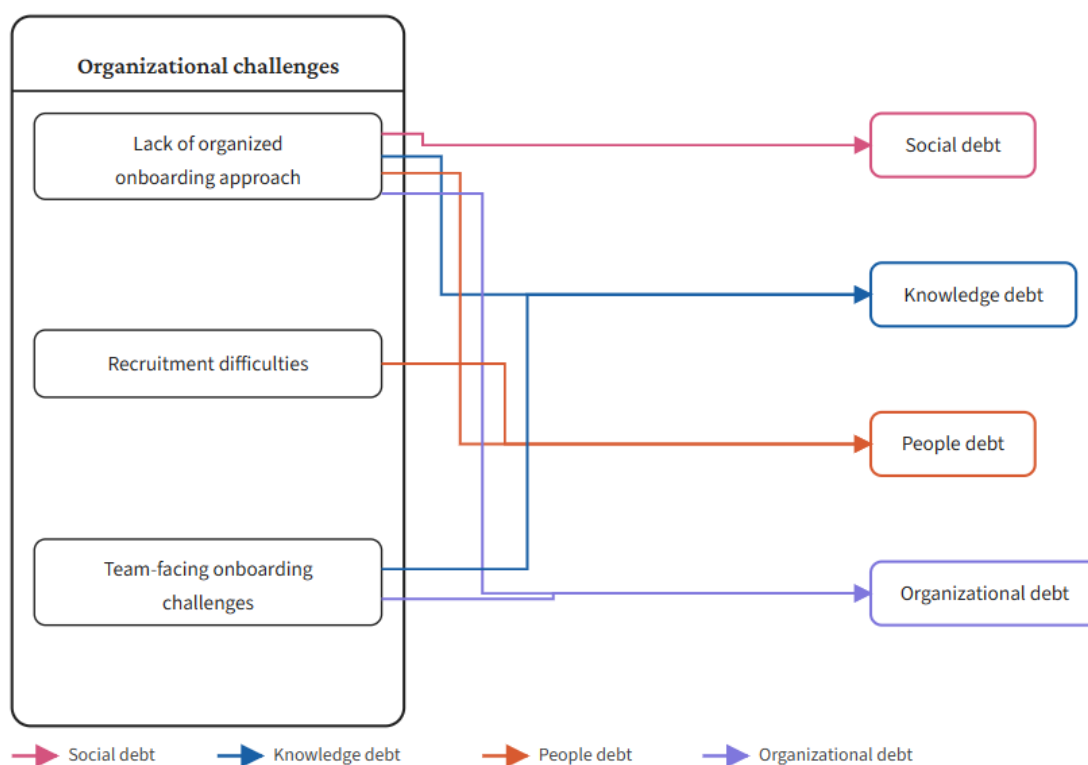 Organizational challenges
Lack of organized
onboarding approach
Social debt
Knowledge debt
Recruitment difficulties
People debt
Team-facing onboarding
challenges
Organizational debt
Social debt
Knowledge debt
People debt
Organizational debt